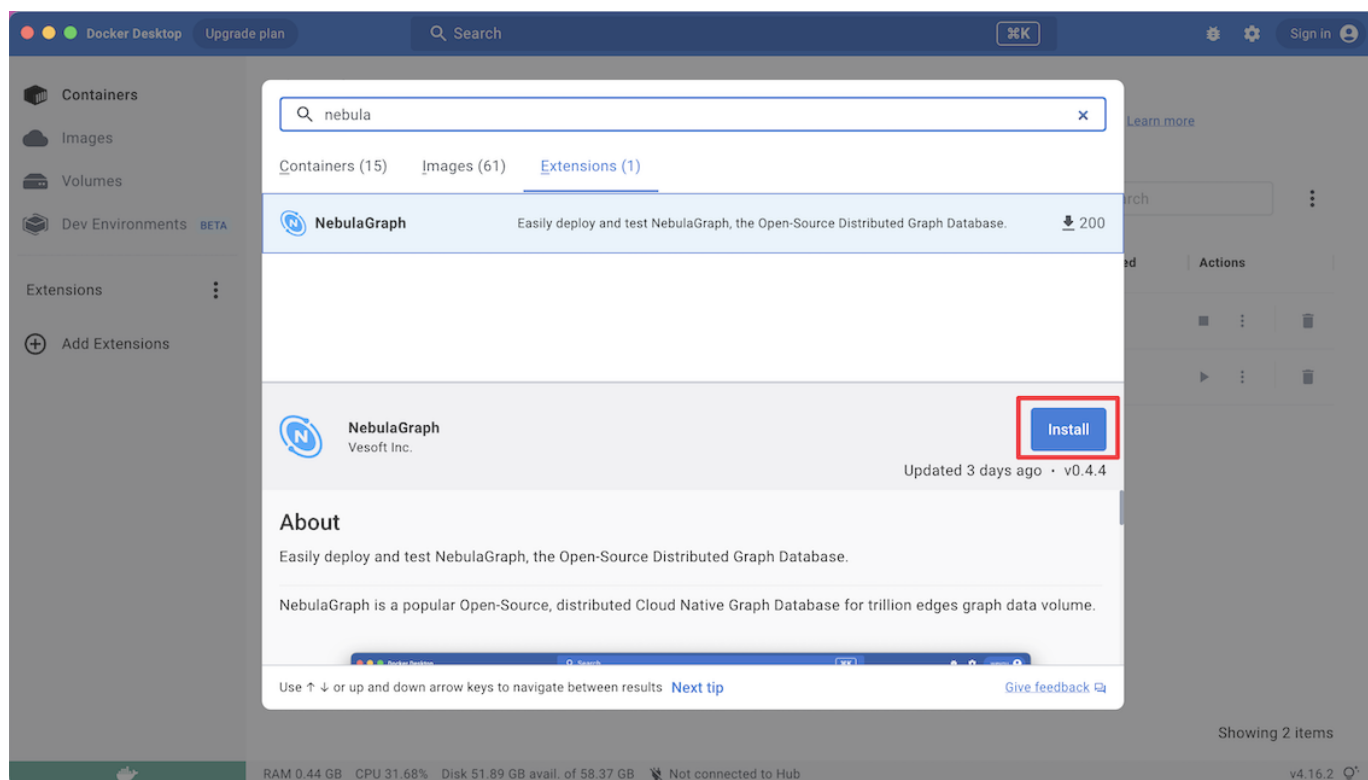 Docker Desktop Upgrade plan Search ⌘K Sign in
Containers
Images
Volumes
Dev Environments BETA
Extensions
Add Extensions
Learn more
Actions
nebula
Containers (15) Images (61) Extensions (1)
NebulaGraph Easily deploy and test NebulaGraph, the Open-Source Distributed Graph Database. 200
NebulaGraph
Vesoft Inc.
Install
Updated 3 days ago · v0.4.4
About
Easily deploy and test NebulaGraph, the Open-Source Distributed Graph Database.
NebulaGraph is a popular Open-Source, distributed Cloud Native Graph Database for trillion edges graph data volume.
Docker Desktop Search ⌘K
Use ↑ ↓ or up and down arrow keys to navigate between results Next tip Give feedback
Showing 2 items
RAM 0.44 GB CPU 31.68% Disk 51.89 GB avail. of 58.37 GB Not connected to Hub v4.16.2